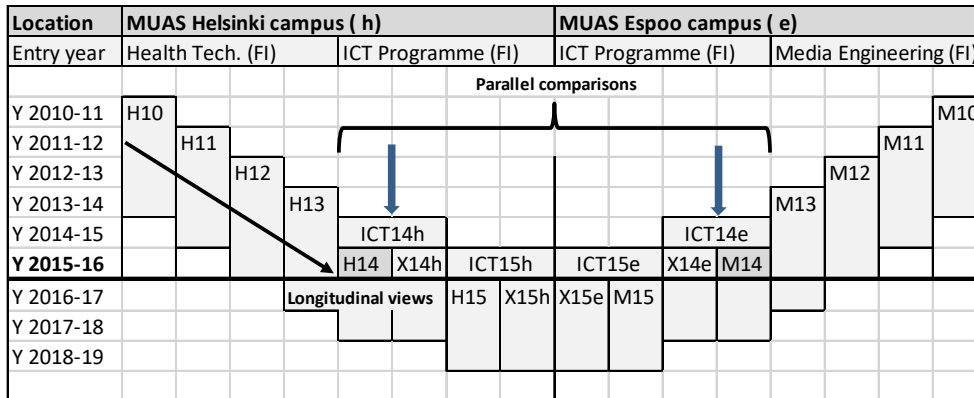 Location MUAS Helsinki campus ( h) MUAS Espoo campus ( e)
Entry year Health Tech. (FI) ICT Programme (FI) ICT Programme (FI) Media Engineering (FI)
Parallel comparisons
Y 2010-11 H10 M10
Y 2011-12 H11 M11
Y 2012-13 H12 M12
Y 2013-14 H13 M13
Y 2014-15 ICT14h ICT14e
Y 2015-16 H14 X14h ICT15h ICT15e X14e M14
Y 2016-17 Longitudinal views H15 X15h X15e M15
Y 2017-18
Y 2018-19